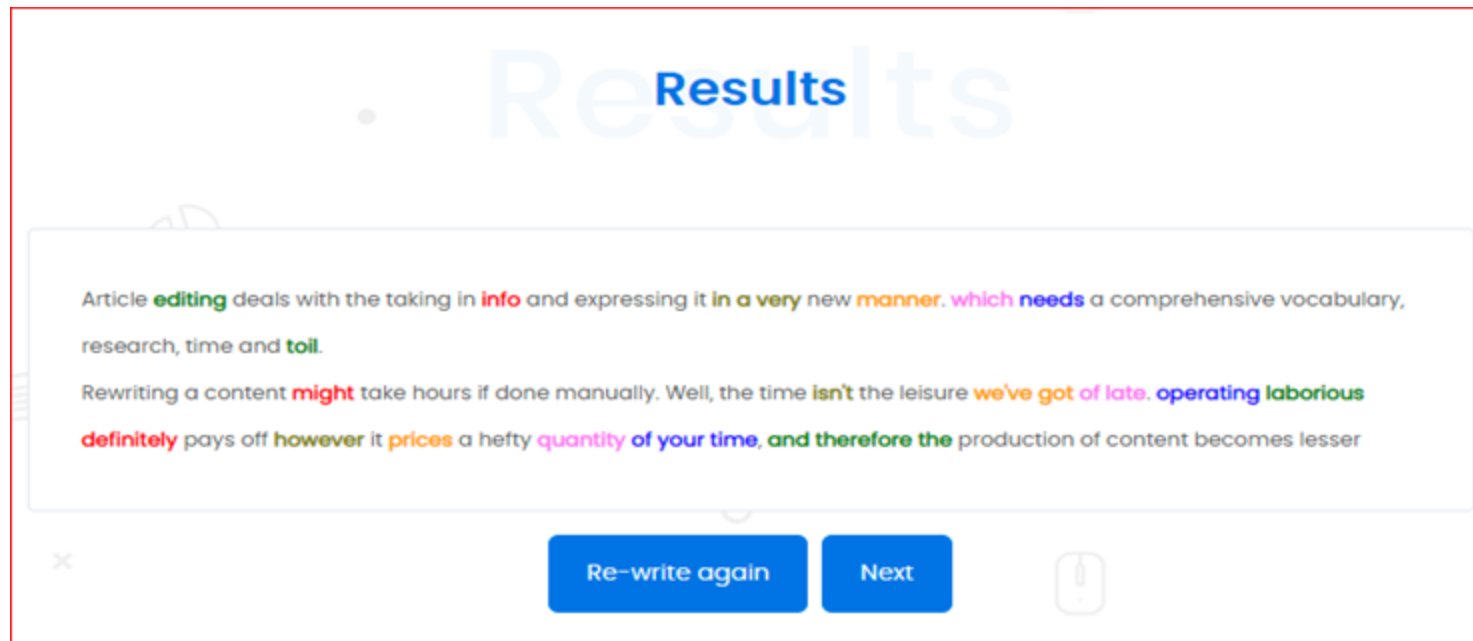 Results
Results
Article editing deals with the taking in info and expressing it in a very new manner. which needs a comprehensive vocabulary,
research, time and toil.
Rewriting a content might take hours if done manually. Well, the time isn't the leisure we've got of late. operating laborious
definitely pays off however it prices a hefty quantity of your time, and therefore the production of content becomes lesser
Re-write again
Next